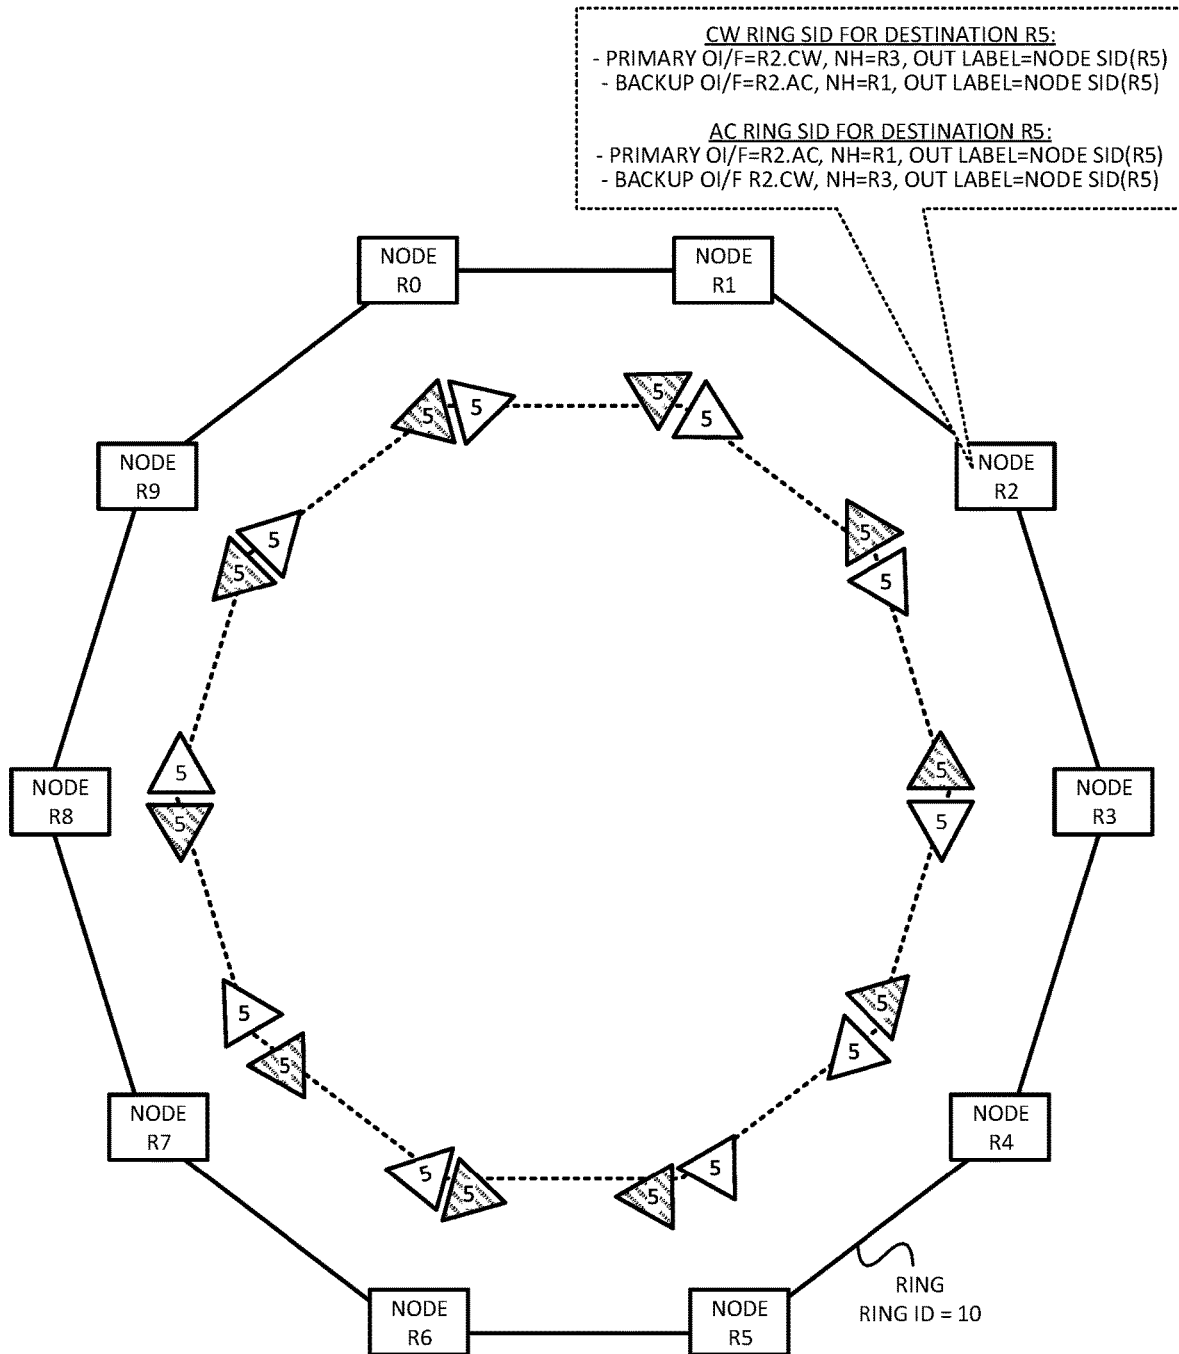 CW RING SID FOR DESTINATION R5:
- PRIMARY OI/F=R2.CW, NH=R3, OUT LABEL=NODE SID(R5)
- BACKUP OI/F=R2.AC, NH=R1, OUT LABEL=NODE SID(R5)
AC RING SID FOR DESTINATION R5:
- PRIMARY OI/F=R2.AC, NH=R1, OUT LABEL=NODE SID(R5)
- BACKUP OI/F R2.CW, NH=R3, OUT LABEL=NODE SID(R5)
NODE
R0
NODE
R1
5
5
5
5
NODE
R9
NODE
R2
5
5
5
5
NODE
R8
5
5
5
5
NODE
R3
5
5
5
5
NODE
R7
NODE
R4
5
5
5
5
NODE
R6
NODE
R5
RING
RING ID = 10